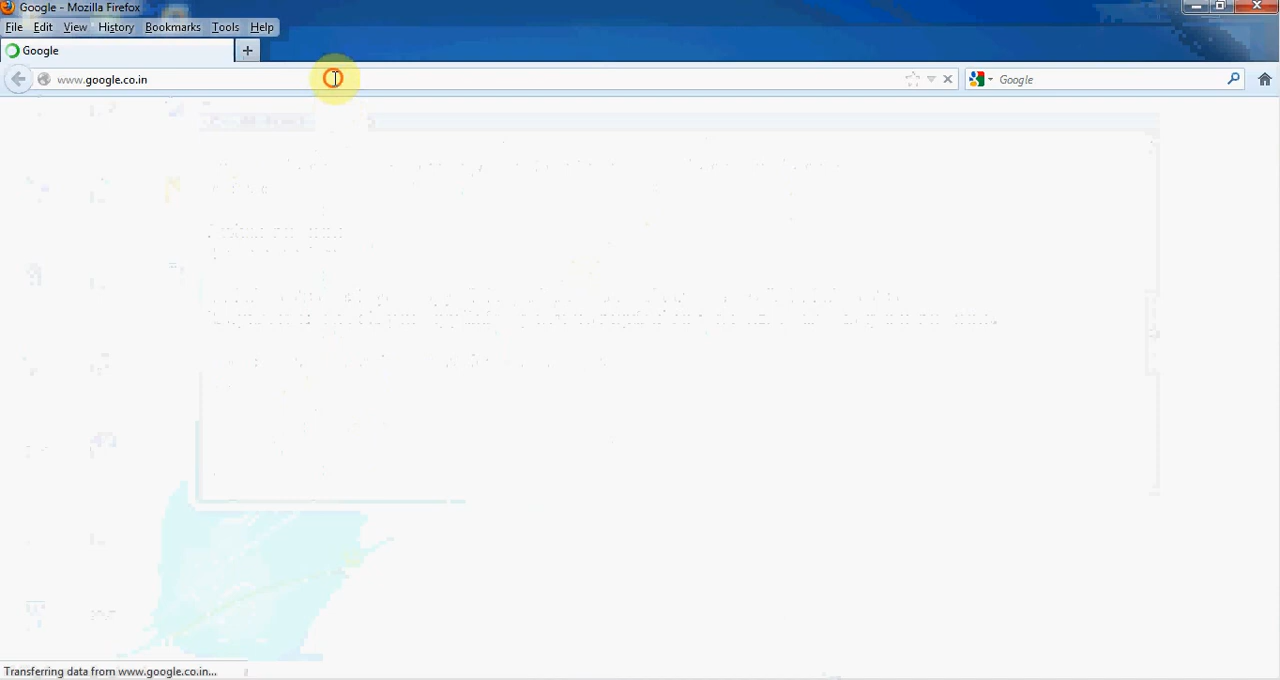 Google - Mozilla Firefox
File Edit View History Bookmarks Tools Help
Google
www.google.co.in
Google
Transferring data from www.google.co.in...